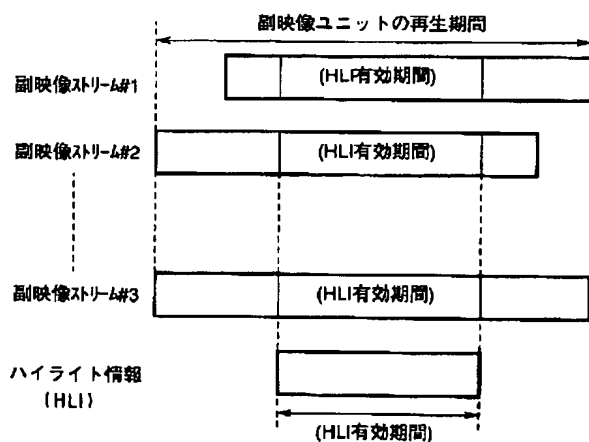 副映像ユニットの再生期間
副映像ストリーム#1
(HLI有効期間)
副映像ストリーム#2
(HLI有効期間)
副映像ストリーム#3
(HLI有効期間)
ハイライト情報
(HLI)
(HLI有効期間)